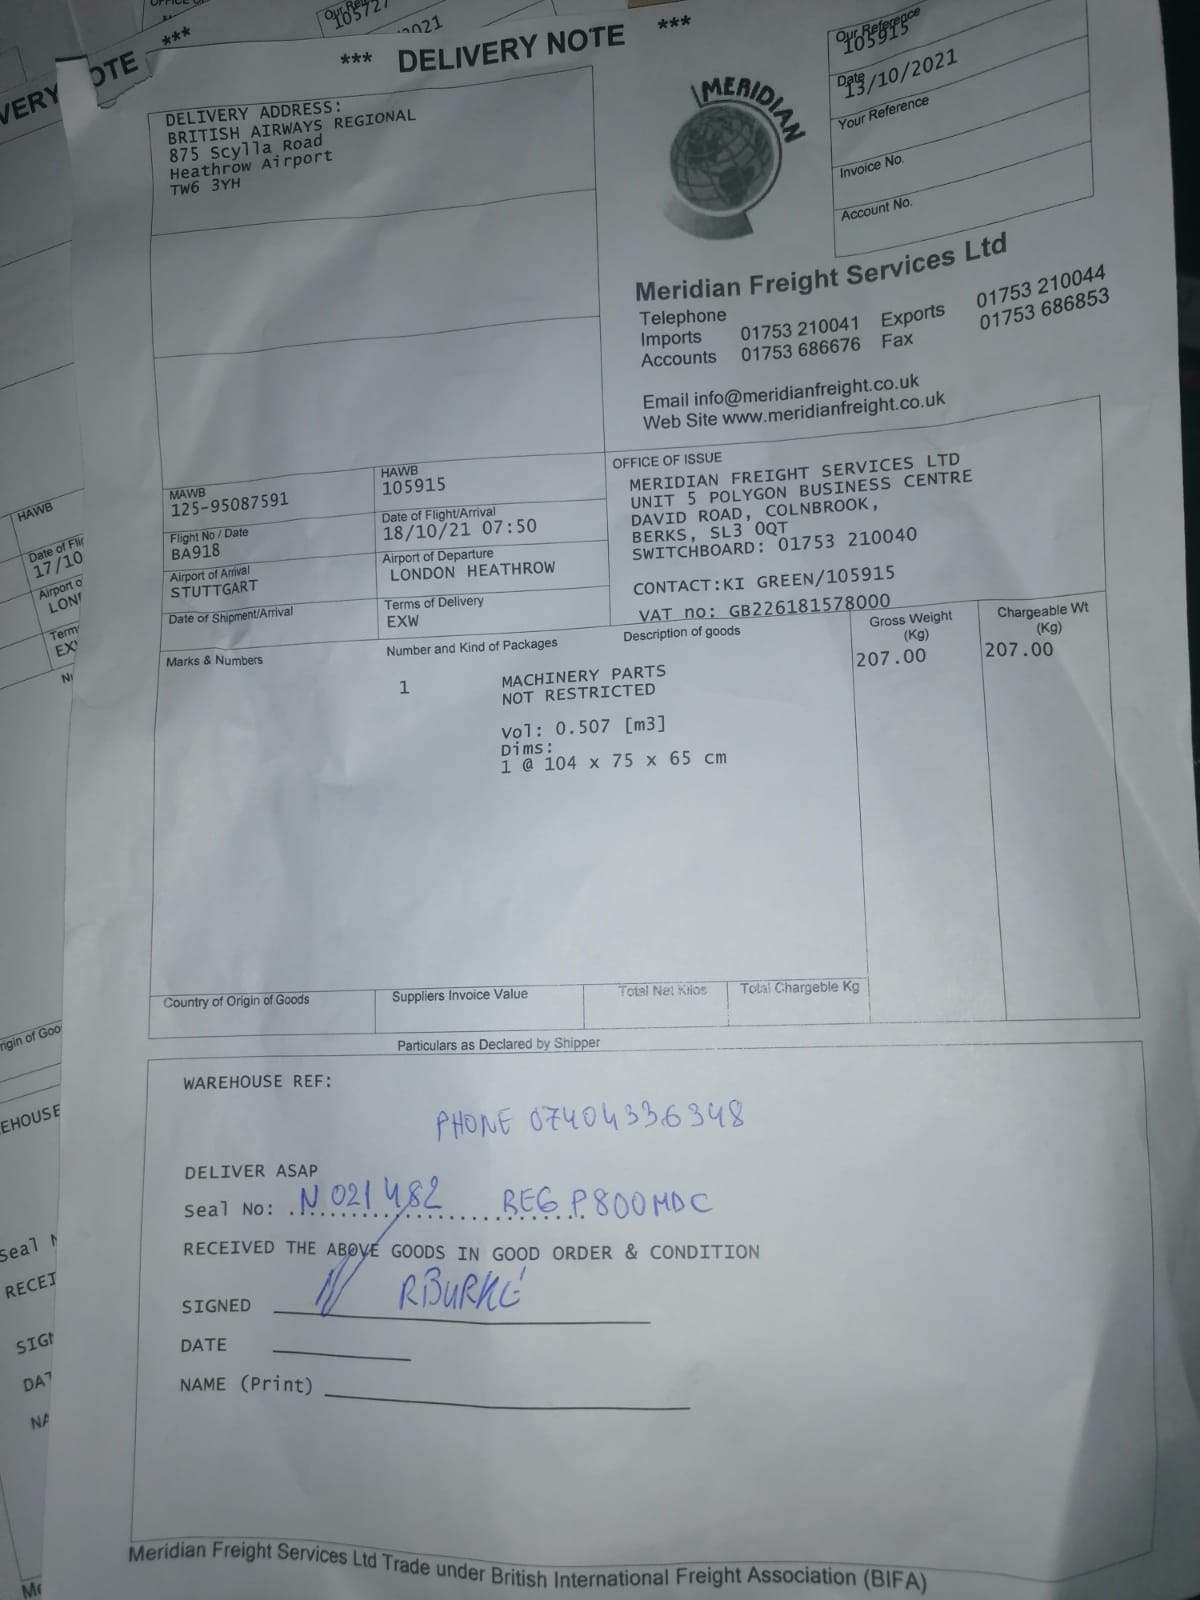 *** DELIVERY NOTE ***
DELIVERY ADDRESS:
BRITISH AIRWAYS REGIONAL
875 Scylla Road
Heathrow Airport
TW6 3YH
MERIDIAN
Our Reference
105915
Date
13/10/2021
Your Reference
Invoice No.
Account No.
Meridian Freight Services Ltd
Telephone
Imports 01753 210041 Exports 01753 210044
Accounts 01753 686676 Fax 01753 686853
Email info@meridianfreight.co.uk
Web Site www.meridianfreight.co.uk
MAWB
125-95087591
HAWB
105915
Flight No / Date
BA918
Date of Flight/Arrival
18/10/21 07:50
Airport of Arrival
STUTTGART
Airport of Departure
LONDON HEATHROW
Date of Shipment/Arrival
Terms of Delivery
EXW
OFFICE OF ISSUE
MERIDIAN FREIGHT SERVICES LTD
UNIT 5 POLYGON BUSINESS CENTRE
DAVID ROAD, COLNBROOK,
BERKS, SL3 0QT
SWITCHBOARD: 01753 210040
CONTACT:KI GREEN/105915
VAT no: GB226181578000
Marks & Numbers
Number and Kind of Packages
Description of goods
Gross Weight
(Kg)
Chargeable Wt
(Kg)
1 MACHINERY PARTS 207.00 207.00
NOT RESTRICTED
Vol: 0.507 [m3]
Dims:
1 @ 104 x 75 x 65 cm
Country of Origin of Goods
Suppliers Invoice Value
Total Net Kilos
Total Chargeble Kg
Particulars as Declared by Shipper
WAREHOUSE REF:
PHONE 07404336348
DELIVER ASAP
Seal No: N 021482 REG P800MDC
RECEIVED THE ABOVE GOODS IN GOOD ORDER & CONDITION
SIGNED RBURKE
DATE
NAME (Print)
Meridian Freight Services Ltd Trade under British International Freight Association (BIFA)
OTE ***
VERY
105727
HAWB
17/10
EXW
EHOUSE
RECEI